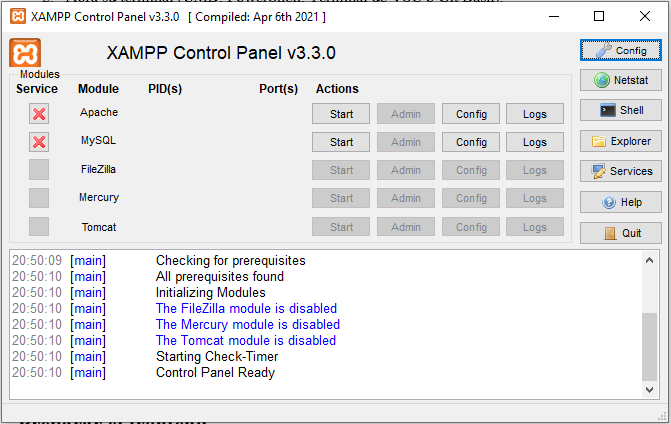 XAMPP Control Panel v3.3.0 [ Compiled: Apr 6th 2021 ]
XAMPP Control Panel v3.3.0
Config
Modules
Service Module PID(s) Port(s) Actions
Netstat
Apache Start Admin Config Logs
Shell
MySQL Start Admin Config Logs
Explorer
FileZilla Start Admin Config Logs
Services
Mercury Start Admin Config Logs
Help
Tomcat Start Admin Config Logs
Quit
20:50:09 [main] Checking for prerequisites
20:50:10 [main] All prerequisites found
20:50:10 [main] Initializing Modules
20:50:10 [main] The FileZilla module is disabled
20:50:10 [main] The Mercury module is disabled
20:50:10 [main] The Tomcat module is disabled
20:50:10 [main] Starting Check-Timer
20:50:10 [main] Control Panel Ready